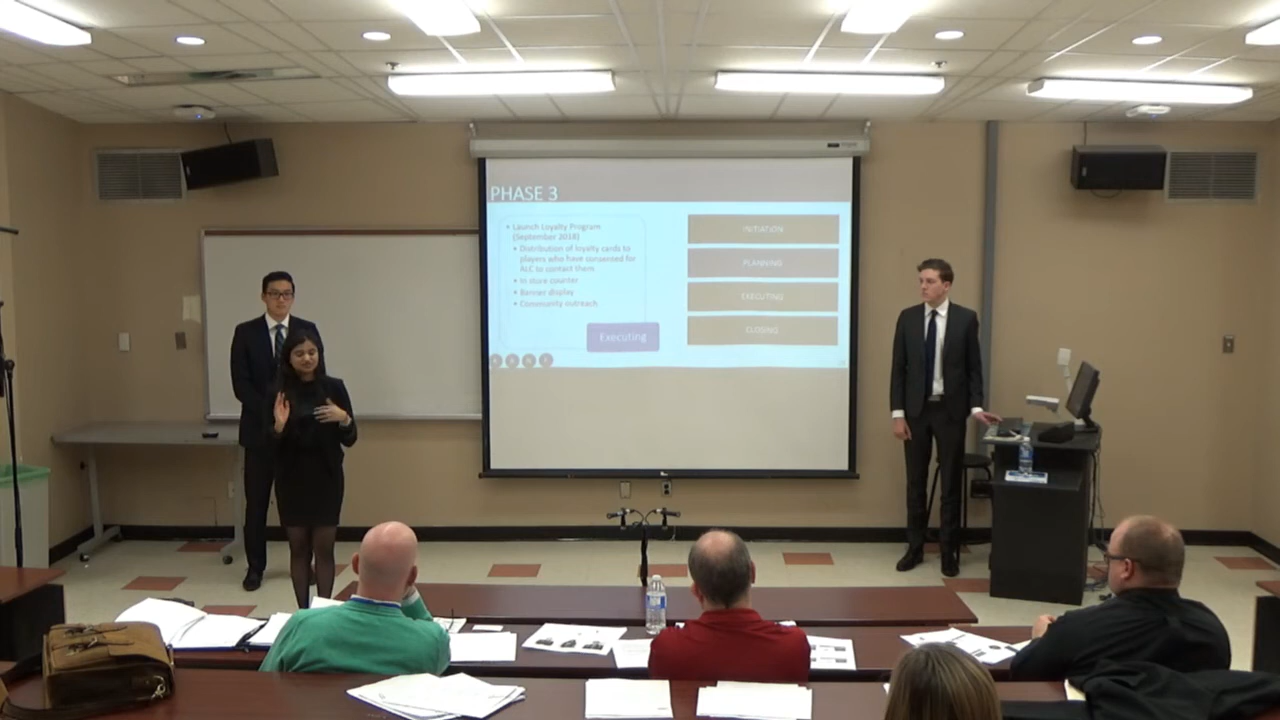 PHASE 3
• Launch Loyalty Program
(September 2018)
• Distribution of loyalty cards to
players who have consented for
ALC to contact them
• In store counter
• Banner display
• Community outreach
Executing
INITIATION
PLANNING
EXECUTING
CLOSING